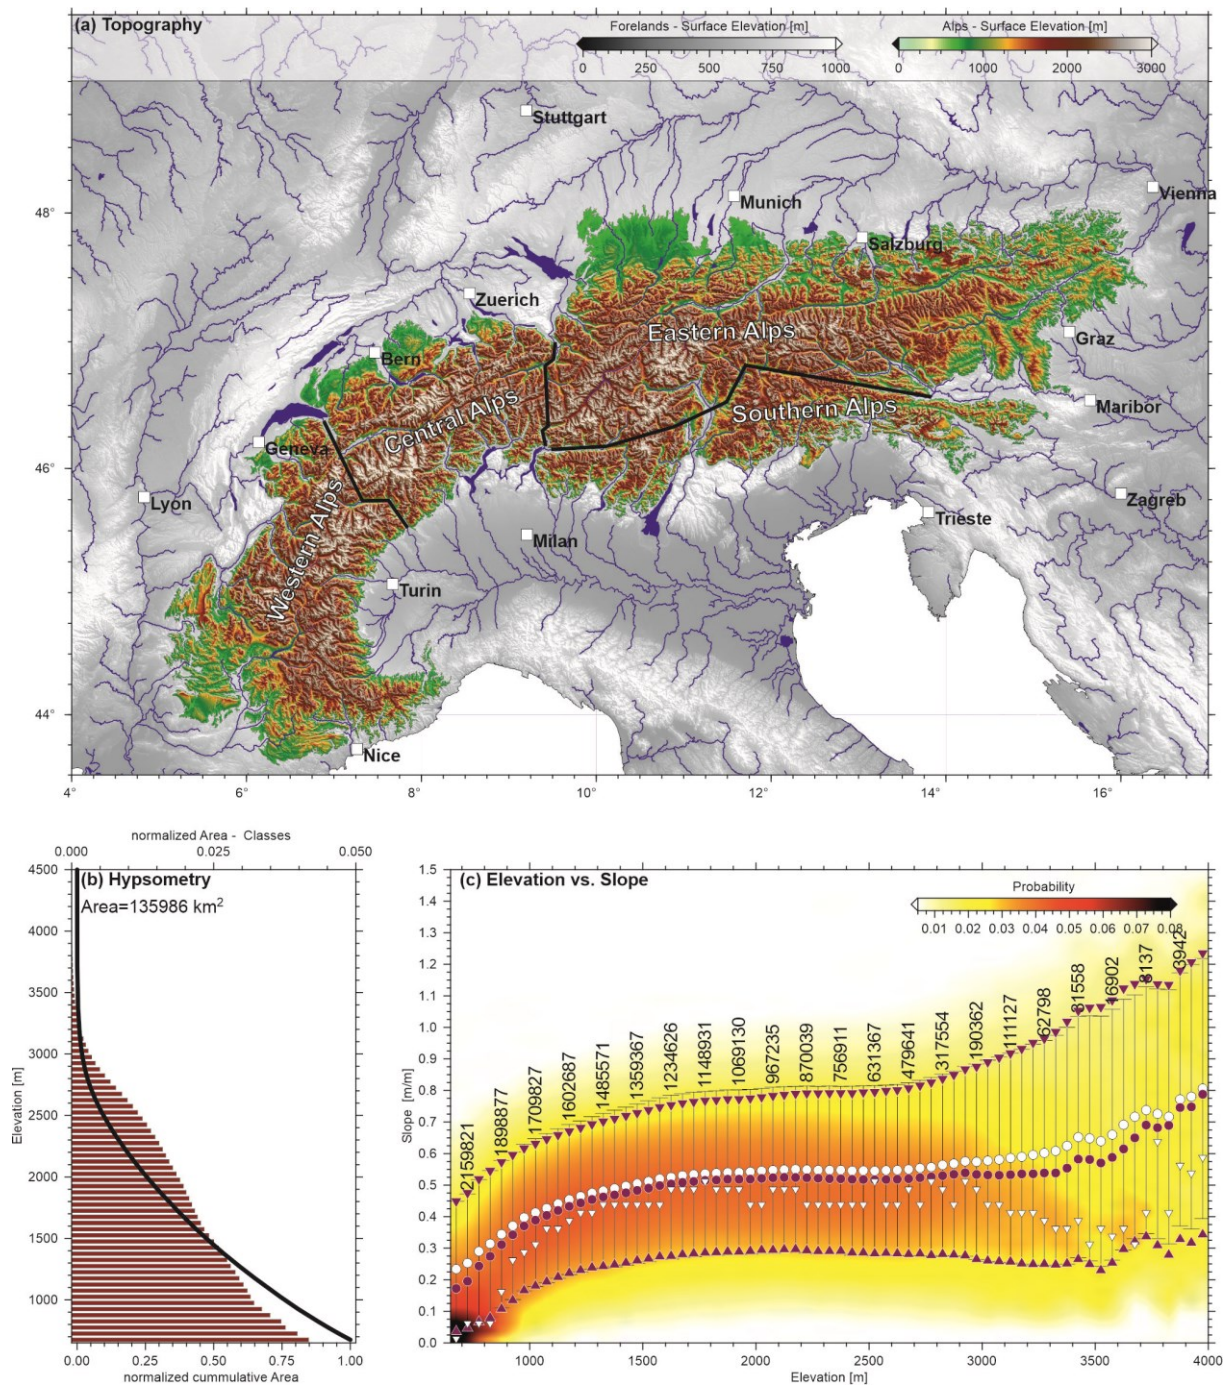 (a) Topography
Forelands - Surface Elevation [m]
0 250 500 750 1000
Alps - Surface Elevation [m]
0 1000 2000 3000
Stuttgart
Vienna
Munich
48°
Salzburg
Zuerich
Eastern Alps
Graz
Bern
Central Alps
Southern Alps
Maribor
Geneva
46°
Lyon
Western Alps
Zagreb
Trieste
Milan
Turin
44°
Nice
4° 6° 8° 10° 12° 14° 16°
normalized Area - Classes
0.000 0.025 0.050
(b) Hypsometry
Area=135986 km²
Elevation [m]
4500
4000
3500
3000
2500
2000
1500
1000
0.00 0.25 0.50 0.75 1.00
normalized cummulative Area
(c) Elevation vs. Slope
Probability
0.01 0.02 0.03 0.04 0.05 0.06 0.07 0.08
Slope [m/m]
1.5
1.4
1.3
1.2
1.1
1.0
0.9
0.8
0.7
0.6
0.5
0.4
0.3
0.2
0.1
0.0
2159821
1898877
1709827
1602687
1485571
1359367
1234626
1148931
1069130
967235
870039
756911
631367
479641
317554
190362
111127
62798
31558
16902
8137
3942
1000 1500 2000 2500 3000 3500 4000
Elevation [m]